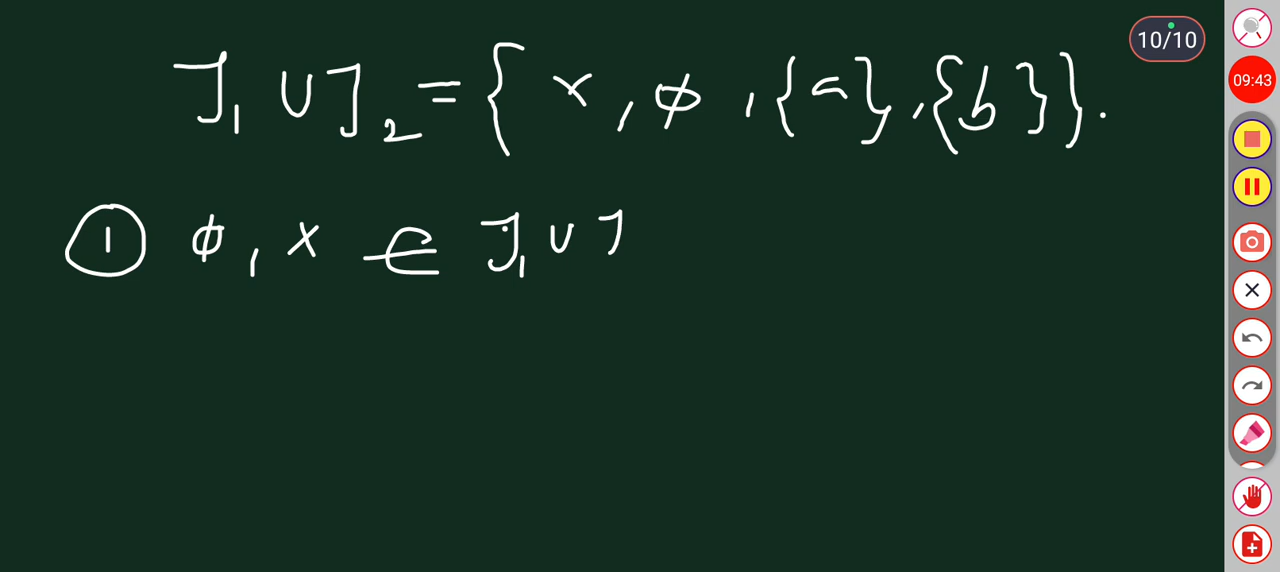 10/10
09:43
J₁ ∪ J₂ = { X, ϕ, {a}, {b} }.
① ϕ, X ∈ J₁ ∪ J